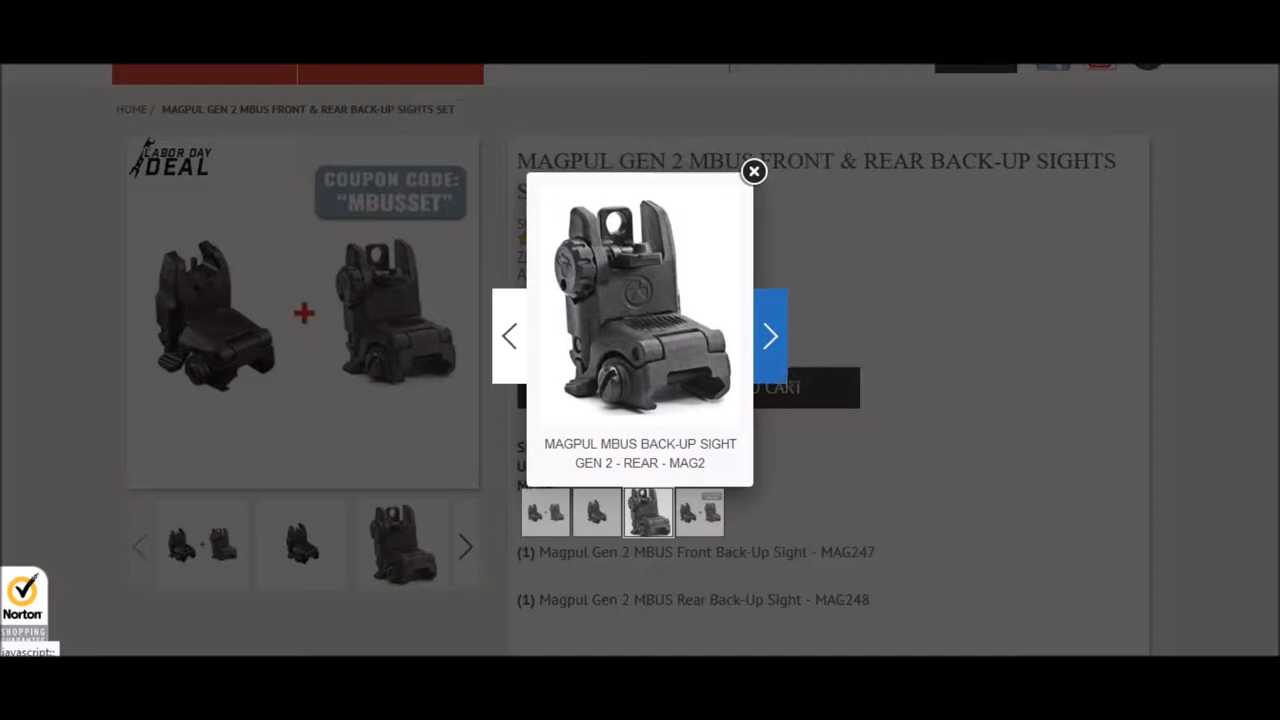 HOME / MAGPUL GEN 2 MBUS FRONT & REAR BACK-UP SIGHTS SET
LABOR DAY
DEAL
COUPON CODE:
"MBUSSET"
MAGPUL GEN 2 MBUS FRONT & REAR BACK-UP SIGHTS
CART
MAGPUL MBUS BACK-UP SIGHT
GEN 2 - REAR - MAG2
(1) Magpul Gen 2 MBUS Front Back-Up Sight - MAG247
(1) Magpul Gen 2 MBUS Rear Back-Up Sight - MAG248
Norton
SHOPPING
javascript:;